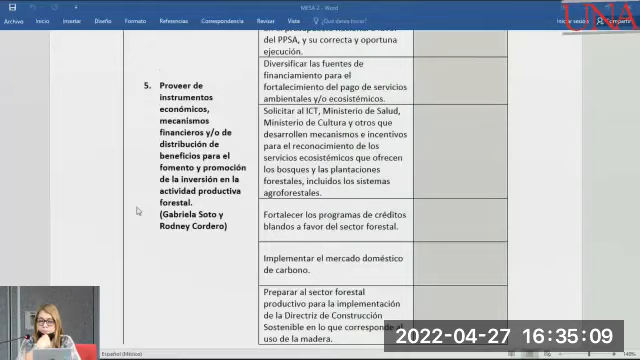 MESA 2 - Word
Archivo Inicio Insertar Diseño Formato Referencias Correspondencia Revisar Vista ¿Qué desea hacer? Iniciar sesión Compartir
UNA
del PPSA, y su correcta y oportuna
ejecución.
Diversificar las fuentes de
financiamiento para el
fortalecimiento del pago de servicios
ambientales y/o ecosistémicos.
5. Proveer de
instrumentos
económicos,
mecanismos
financieros y/o de
distribución de
beneficios para el
fomento y promoción
de la inversión en la
actividad productiva
forestal.
(Gabriela Soto y
Rodney Cordero)
Solicitar al ICT, Ministerio de Salud,
Ministerio de Cultura y otros que
desarrollen mecanismos e incentivos
para el reconocimiento de los
servicios ecosistémicos que ofrecen
los bosques y las plantaciones
forestales, incluidos los sistemas
agroforestales.
Fortalecer los programas de créditos
blandos a favor del sector forestal.
Implementar el mercado doméstico
de carbono.
Preparar al sector forestal
productivo para la implementación
de la Directriz de Construcción
Sostenible en lo que corresponde al
uso de la madera.
2022-04-27 16:35:09
Español (México)
140%